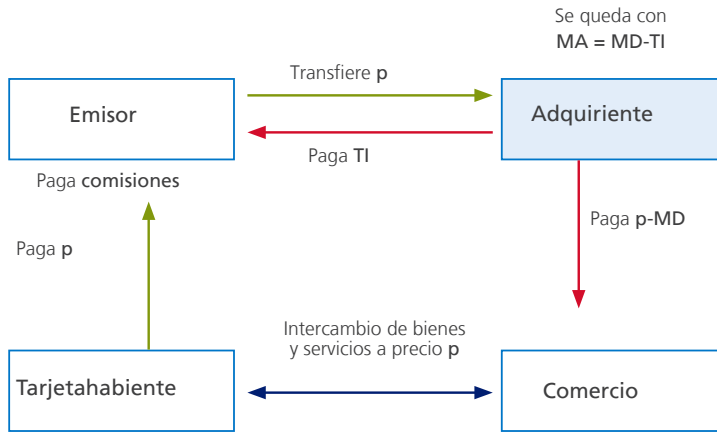 Se queda con
MA = MD-TI
Transfiere p
Emisor
Adquiriente
Paga TI
Paga comisiones
Paga p-MD
Paga p
Intercambio de bienes
y servicios a precio p
Tarjetahabiente
Comercio